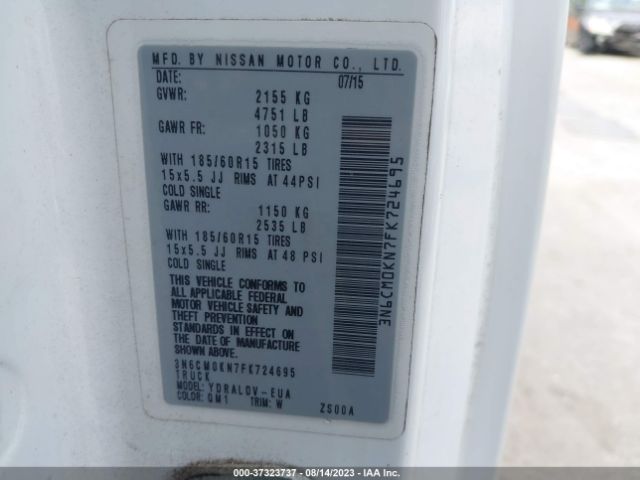 MFD. BY NISSAN MOTOR CO., LTD.
DATE: 07/15
GVWR: 2155 KG
4751 LB
GAWR FR: 1050 KG
2315 LB
WITH 185/60R15 TIRES
15x5.5 JJ RIMS AT 44PSI
COLD SINGLE
GAWR RR: 1150 KG
2535 LB
WITH 185/60R15 TIRES
15x5.5 JJ RIMS AT 48 PSI
COLD SINGLE
THIS VEHICLE CONFORMS TO
ALL APPLICABLE FEDERAL
MOTOR VEHICLE SAFETY AND
THEFT PREVENTION
STANDARDS IN EFFECT ON
THE DATE OF MANUFACTURE
SHOWN ABOVE.
3N6CM0KN7FK724695
TRUCK
MODEL: YDRALGV-EUA
COLOR: QM1 TRIM: W ZS00A
3N6CM0KN7FK724695
000-37323737 - 08/14/2023 - IAA Inc.